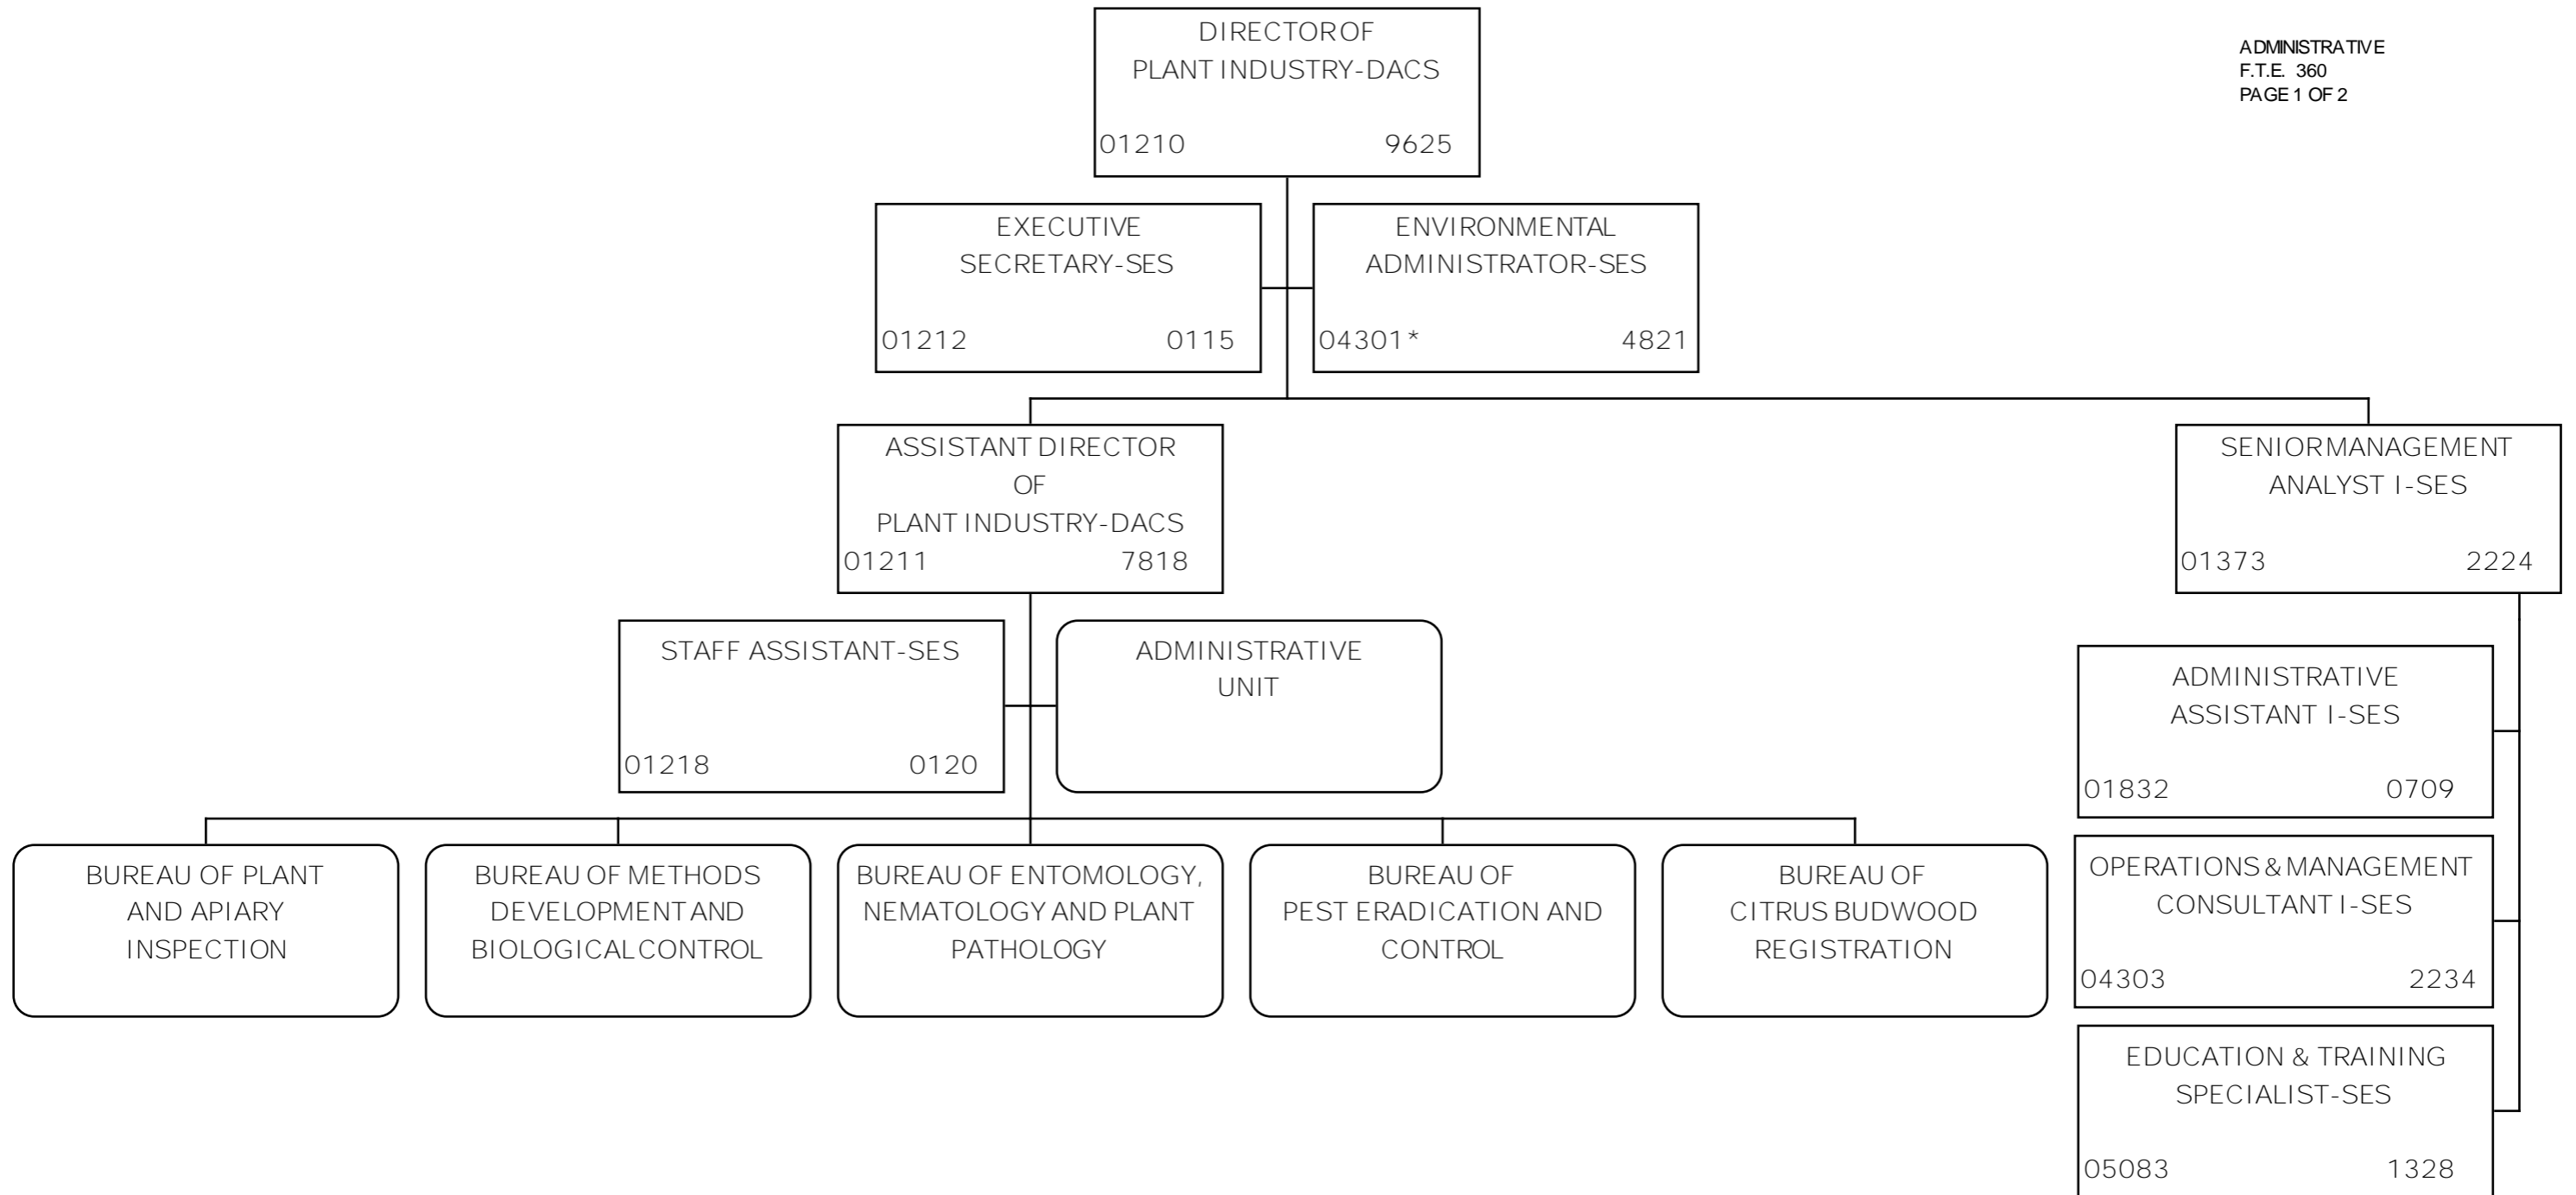 DIRECTOR OF
PLANT INDUSTRY-DACS
01210 9625
ADMINISTRATIVE
F.T.E. 360
PAGE 1 OF 2
EXECUTIVE
SECRETARY-SES
01212 0115
ENVIRONMENTAL
ADMINISTRATOR-SES
04301* 4821
ASSISTANT DIRECTOR
OF
PLANT INDUSTRY-DACS
01211 7818
SENIOR MANAGEMENT
ANALYST I-SES
01373 2224
STAFF ASSISTANT-SES
01218 0120
ADMINISTRATIVE
UNIT
ADMINISTRATIVE
ASSISTANT I-SES
01832 0709
BUREAU OF PLANT
AND APIARY
INSPECTION
BUREAU OF METHODS
DEVELOPMENT AND
BIOLOGICAL CONTROL
BUREAU OF ENTOMOLOGY,
NEMATOLOGY AND PLANT
PATHOLOGY
BUREAU OF
PEST ERADICATION AND
CONTROL
BUREAU OF
CITRUS BUDWOOD
REGISTRATION
OPERATIONS & MANAGEMENT
CONSULTANT I-SES
04303 2234
EDUCATION & TRAINING
SPECIALIST-SES
05083 1328